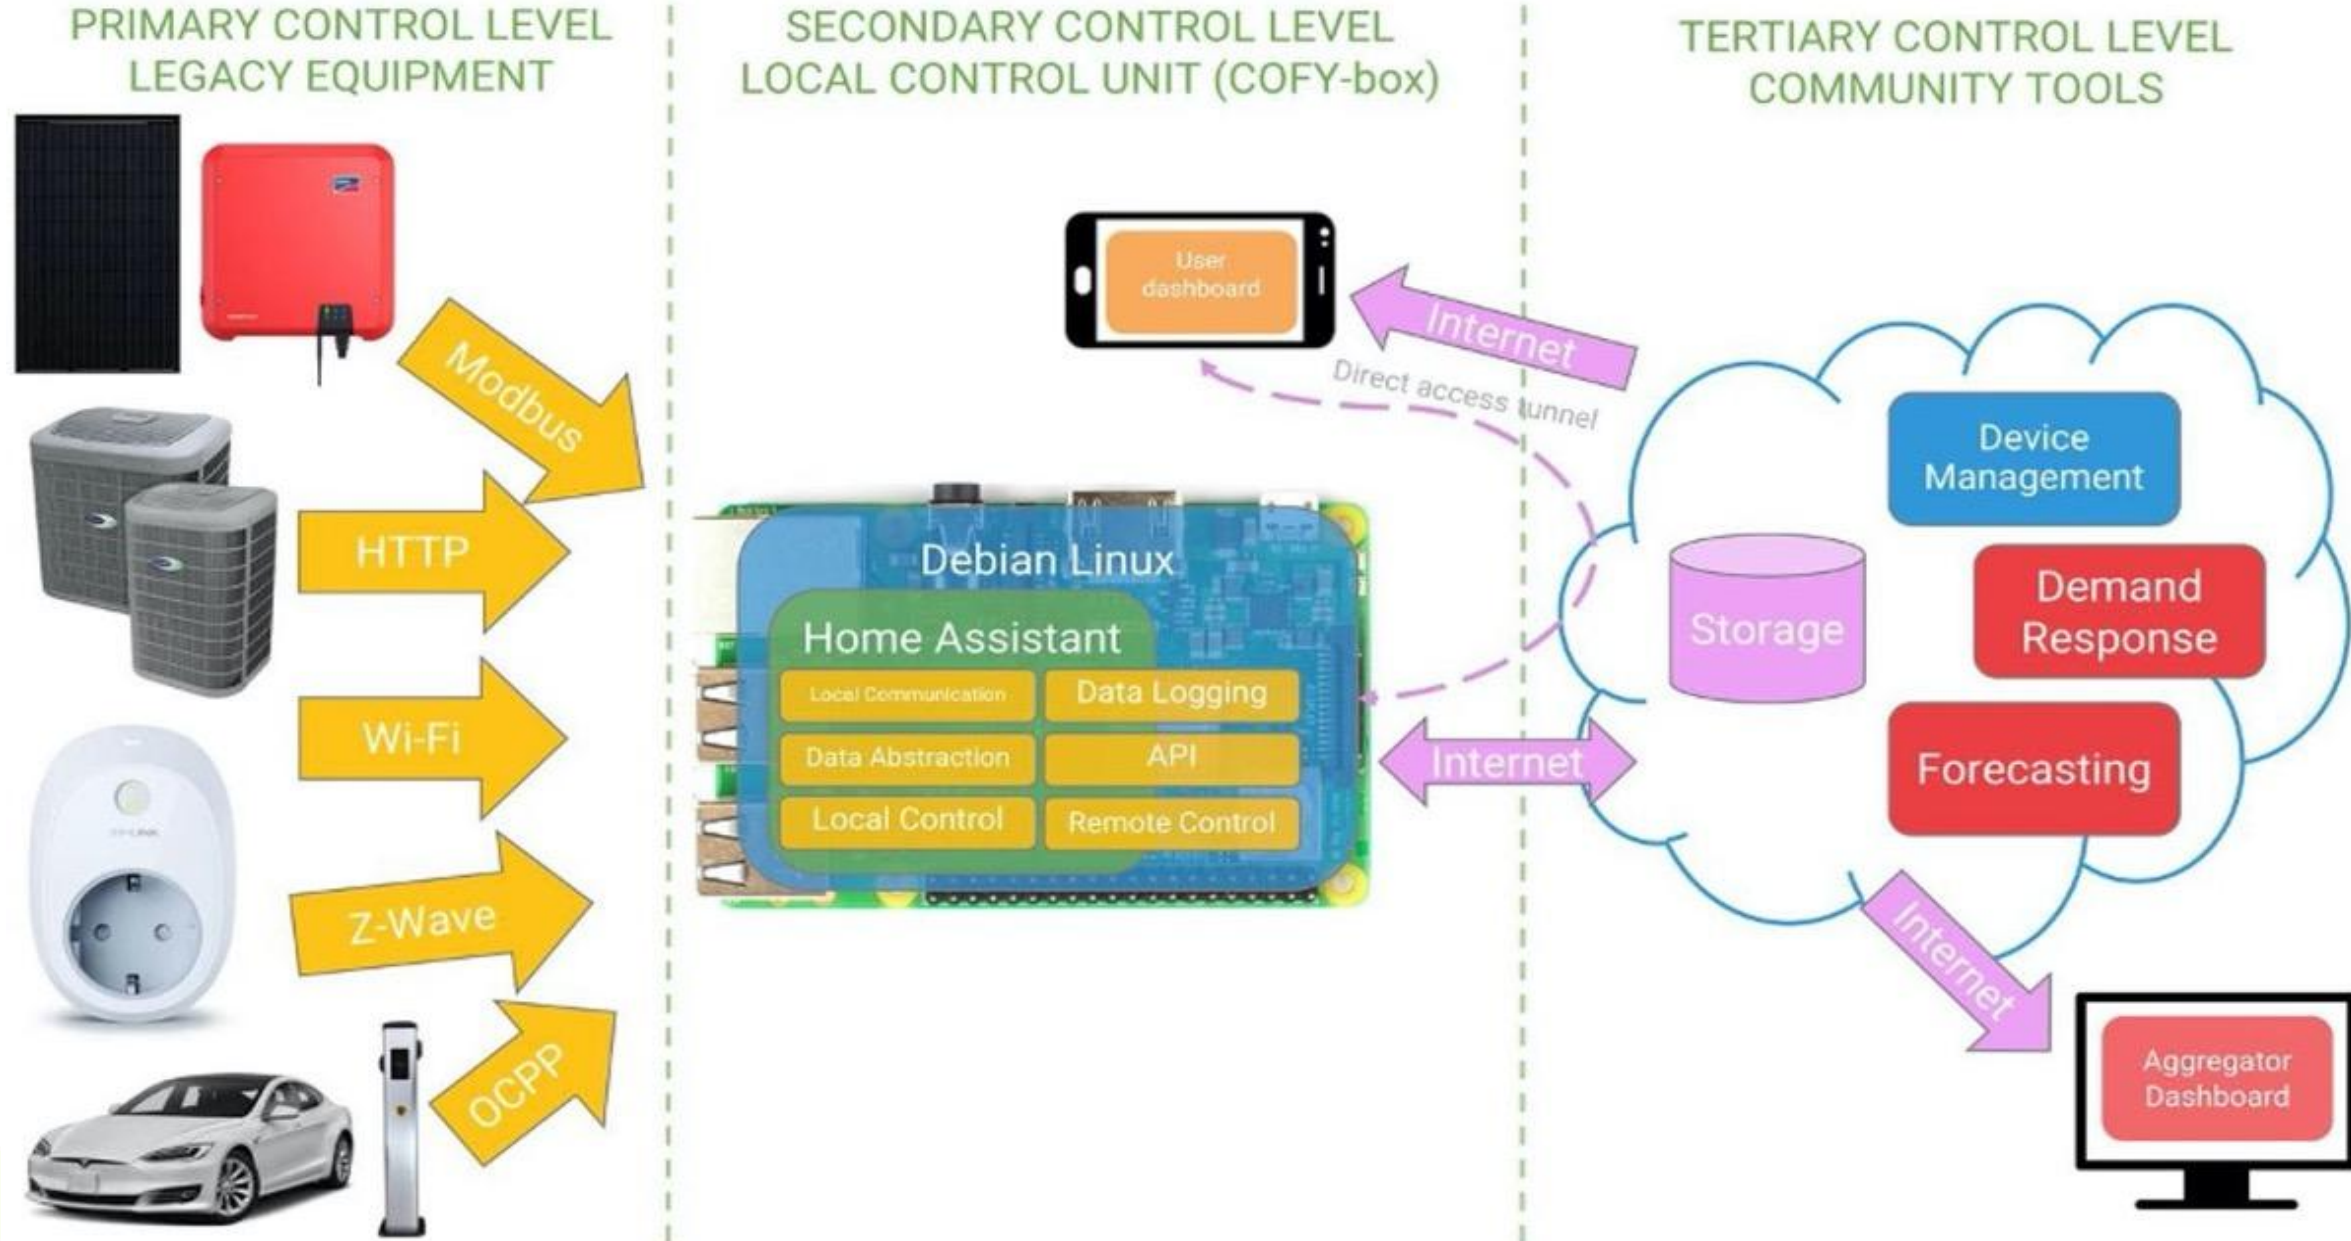 PRIMARY CONTROL LEVEL
LEGACY EQUIPMENT
SECONDARY CONTROL LEVEL
LOCAL CONTROL UNIT (COFY-box)
TERTIARY CONTROL LEVEL
COMMUNITY TOOLS
Modbus
HTTP
Wi-Fi
Z-Wave
OCPP
User
dashboard
Internet
Direct access tunnel
Debian Linux
Home Assistant
Local Communication
Data Logging
Data Abstraction
API
Local Control
Remote Control
Internet
Device
Management
Storage
Demand
Response
Forecasting
Internet
Aggregator
Dashboard